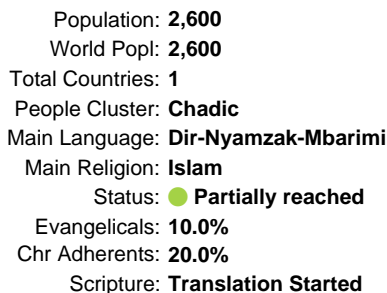 Population: 2,600
World Popl: 2,600
Total Countries: 1
People Cluster: Chadic
Main Language: Dir-Nyamzak-Mbarimi
Main Religion: Islam
Status: Partially reached
Evangelicals: 10.0%
Chr Adherents: 20.0%
Scripture: Translation Started